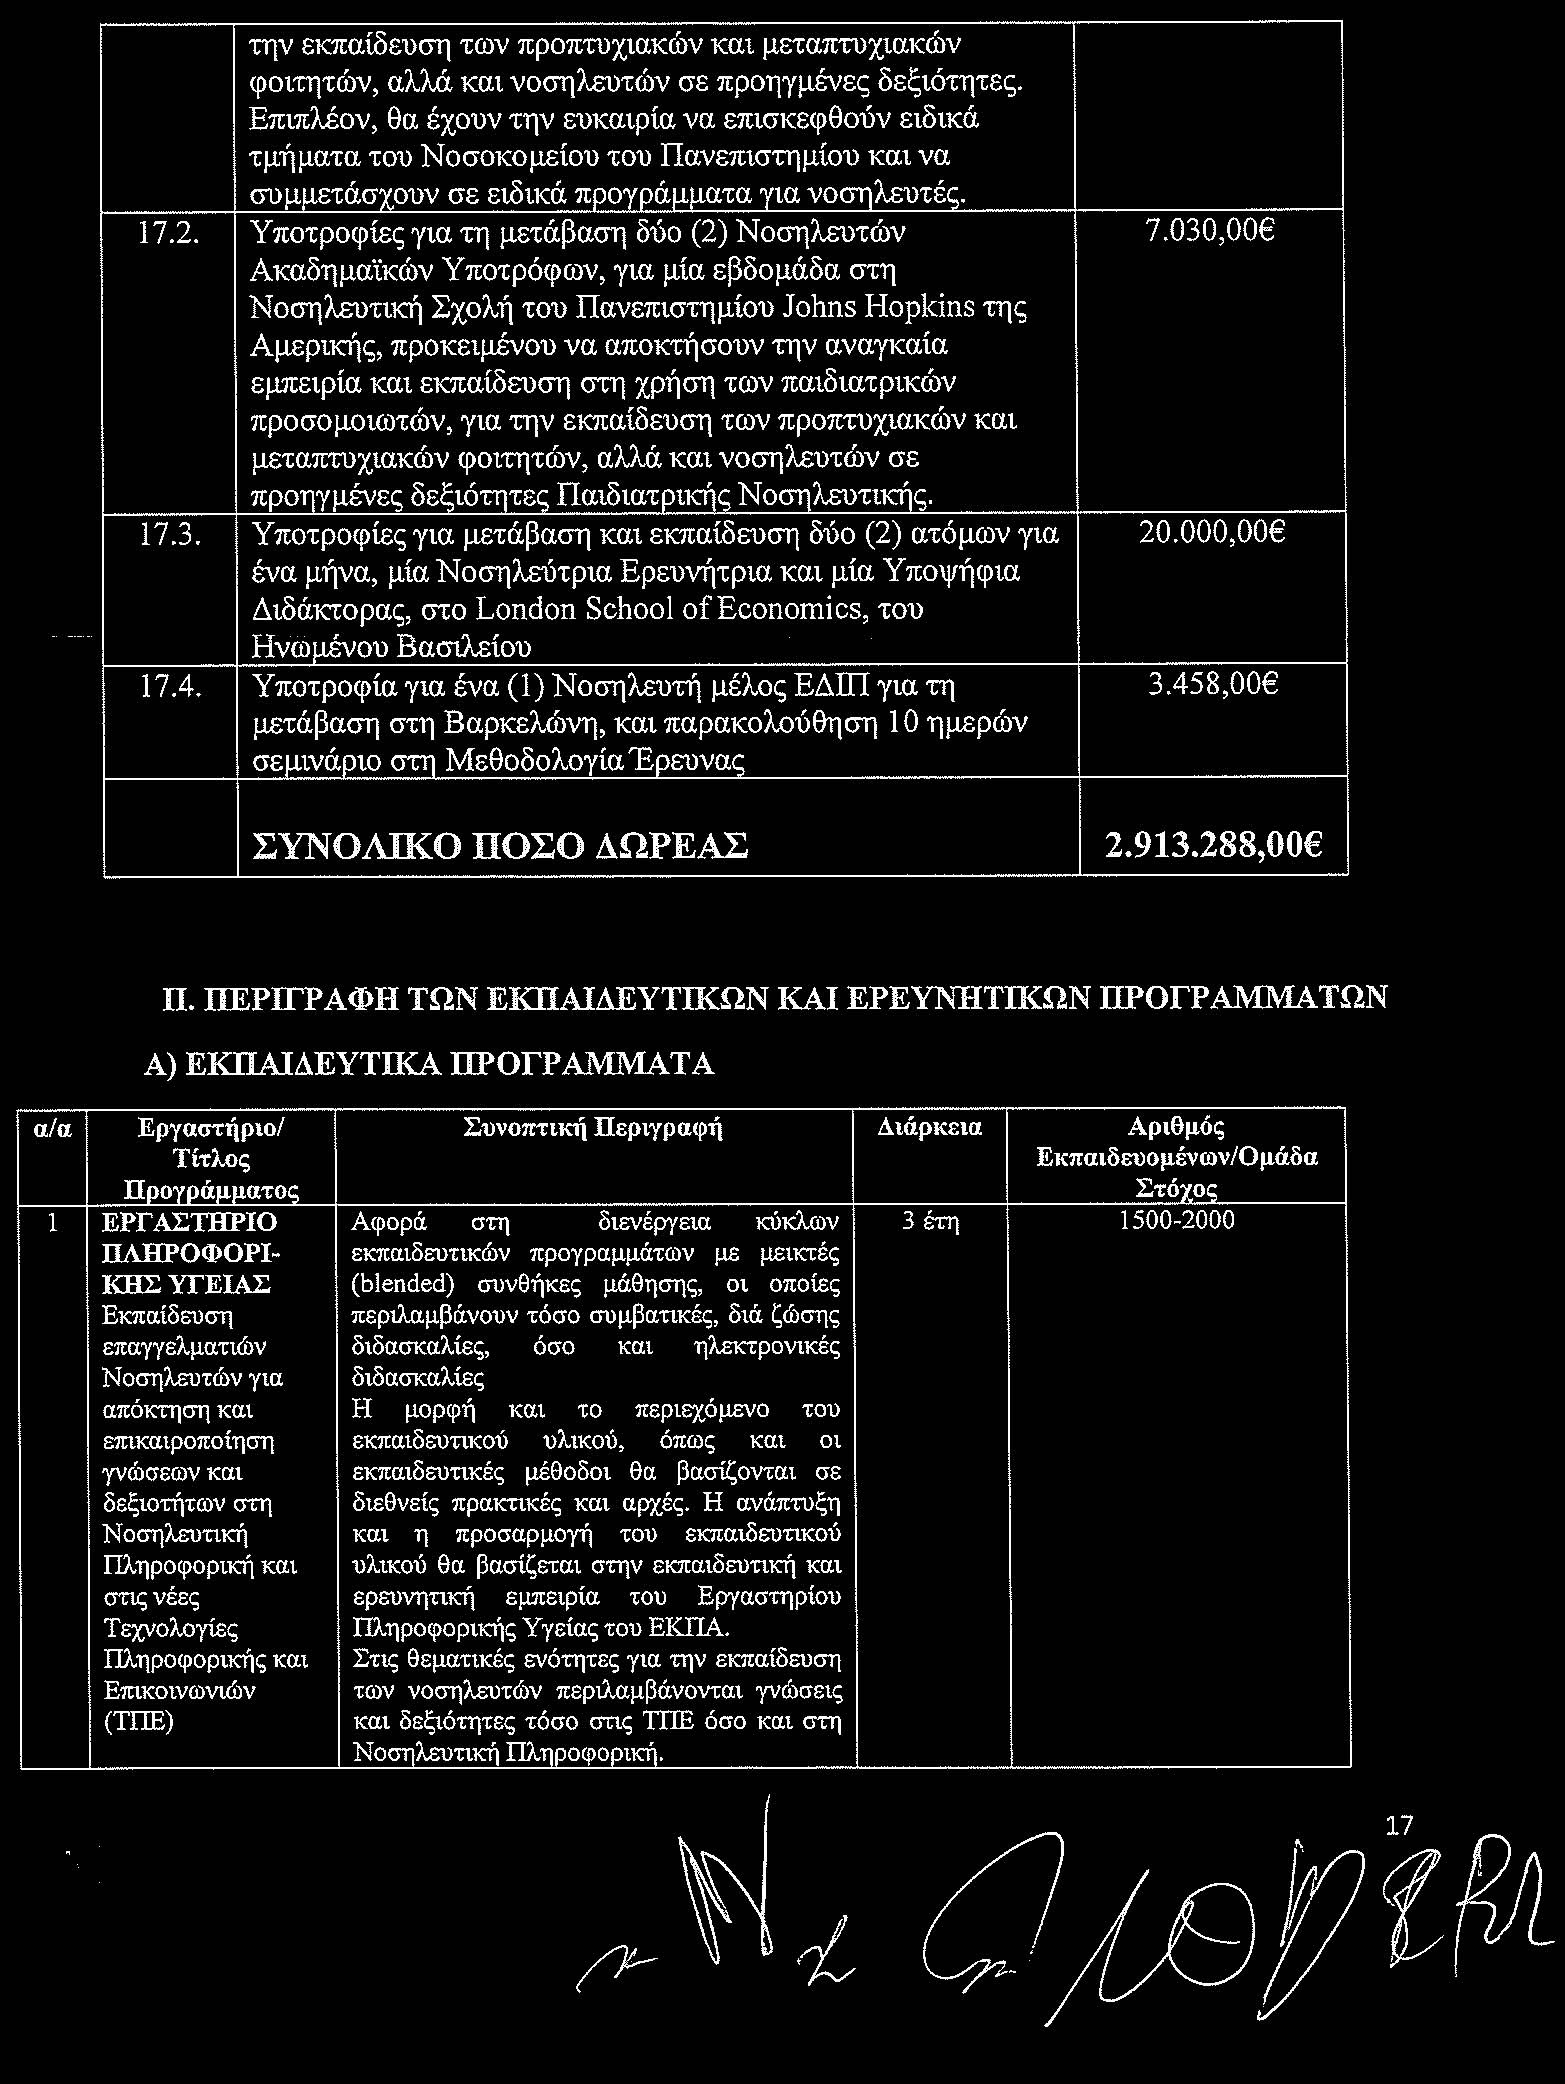 την εκπαίδευση των προπτυχιακών και μεταπτυχιακών
φοιτητών, αλλά και νοσηλευτών σε προηγμένες δεξιότητες.
Επιπλέον, θα έχουν την ευκαιρία να επισκεφθούν ειδικά
τμήματα του Νοσοκομείου του Πανεπιστημίου και να
συμμετάσχουν σε ειδικά προγράμματα για νοσηλευτές.
17.2. Υποτροφίες για τη μετάβαση δύο (2) Νοσηλευτών 7.030,00€
Ακαδημαϊκών Υποτρόφων, για μία εβδομάδα στη
Νοσηλευτική Σχολή του Πανεπιστημίου Johns Hopkins της
Αμερικής, προκειμένου να αποκτήσουν την αναγκαία
εμπειρία και εκπαίδευση στη χρήση των παιδιατρικών
προσομοιωτών, για την εκπαίδευση των προπτυχιακών και
μεταπτυχιακών φοιτητών, αλλά και νοσηλευτών σε
προηγμένες δεξιότητες Παιδιατρικής Νοσηλευτικής.
17.3. Υποτροφίες για μετάβαση και εκπαίδευση δύο (2) ατόμων για 20.000,00€
ένα μήνα, μία Νοσηλεύτρια Ερευνήτρια και μία Υποψήφια
Διδάκτορας, στο London School of Economics, του
Ηνωμένου Βασιλείου
17.4. Υποτροφία για ένα (1) Νοσηλευτή μέλος ΕΔΙΠ για τη 3.458,00€
μετάβαση στη Βαρκελώνη, και παρακολούθηση 10 ημερών
σεμινάριο στη Μεθοδολογία Έρευνας
ΣΥΝΟΛΙΚΟ ΠΟΣΟ ΔΩΡΕΑΣ 2.913.288,00€
ΙΙ. ΠΕΡΙΓΡΑΦΗ ΤΩΝ ΕΚΠΑΙΔΕΥΤΙΚΩΝ ΚΑΙ ΕΡΕΥΝΗΤΙΚΩΝ ΠΡΟΓΡΑΜΜΑΤΩΝ
Α) ΕΚΠΑΙΔΕΥΤΙΚΑ ΠΡΟΓΡΑΜΜΑΤΑ
α/α Εργαστήριο/ Συνοπτική Περιγραφή Διάρκεια Αριθμός
Τίτλος Εκπαιδευομένων/Ομάδα
Προγράμματος Στόχος
1 ΕΡΓΑΣΤΗΡΙΟ Αφορά στη διενέργεια κύκλων 3 έτη 1500-2000
ΠΛΗΡΟΦΟΡΙ- εκπαιδευτικών προγραμμάτων με μεικτές
ΚΗΣ ΥΓΕΙΑΣ (blended) συνθήκες μάθησης, οι οποίες
Εκπαίδευση περιλαμβάνουν τόσο συμβατικές, διά ζώσης
επαγγελματιών διδασκαλίες, όσο και ηλεκτρονικές
Νοσηλευτών για διδασκαλίες
απόκτηση και Η μορφή και το περιεχόμενο του
επικαιροποίηση εκπαιδευτικού υλικού, όπως και οι
γνώσεων και εκπαιδευτικές μέθοδοι θα βασίζονται σε
δεξιοτήτων στη διεθνείς πρακτικές και αρχές. Η ανάπτυξη
Νοσηλευτική και η προσαρμογή του εκπαιδευτικού
Πληροφορική και υλικού θα βασίζεται στην εκπαιδευτική και
στις νέες ερευνητική εμπειρία του Εργαστηρίου
Τεχνολογίες Πληροφορικής Υγείας του ΕΚΠΑ.
Πληροφορικής και Στις θεματικές ενότητες για την εκπαίδευση
Επικοινωνιών των νοσηλευτών περιλαμβάνονται γνώσεις
(ΤΠΕ) και δεξιότητες τόσο στις ΤΠΕ όσο και στη
Νοσηλευτική Πληροφορική.
17